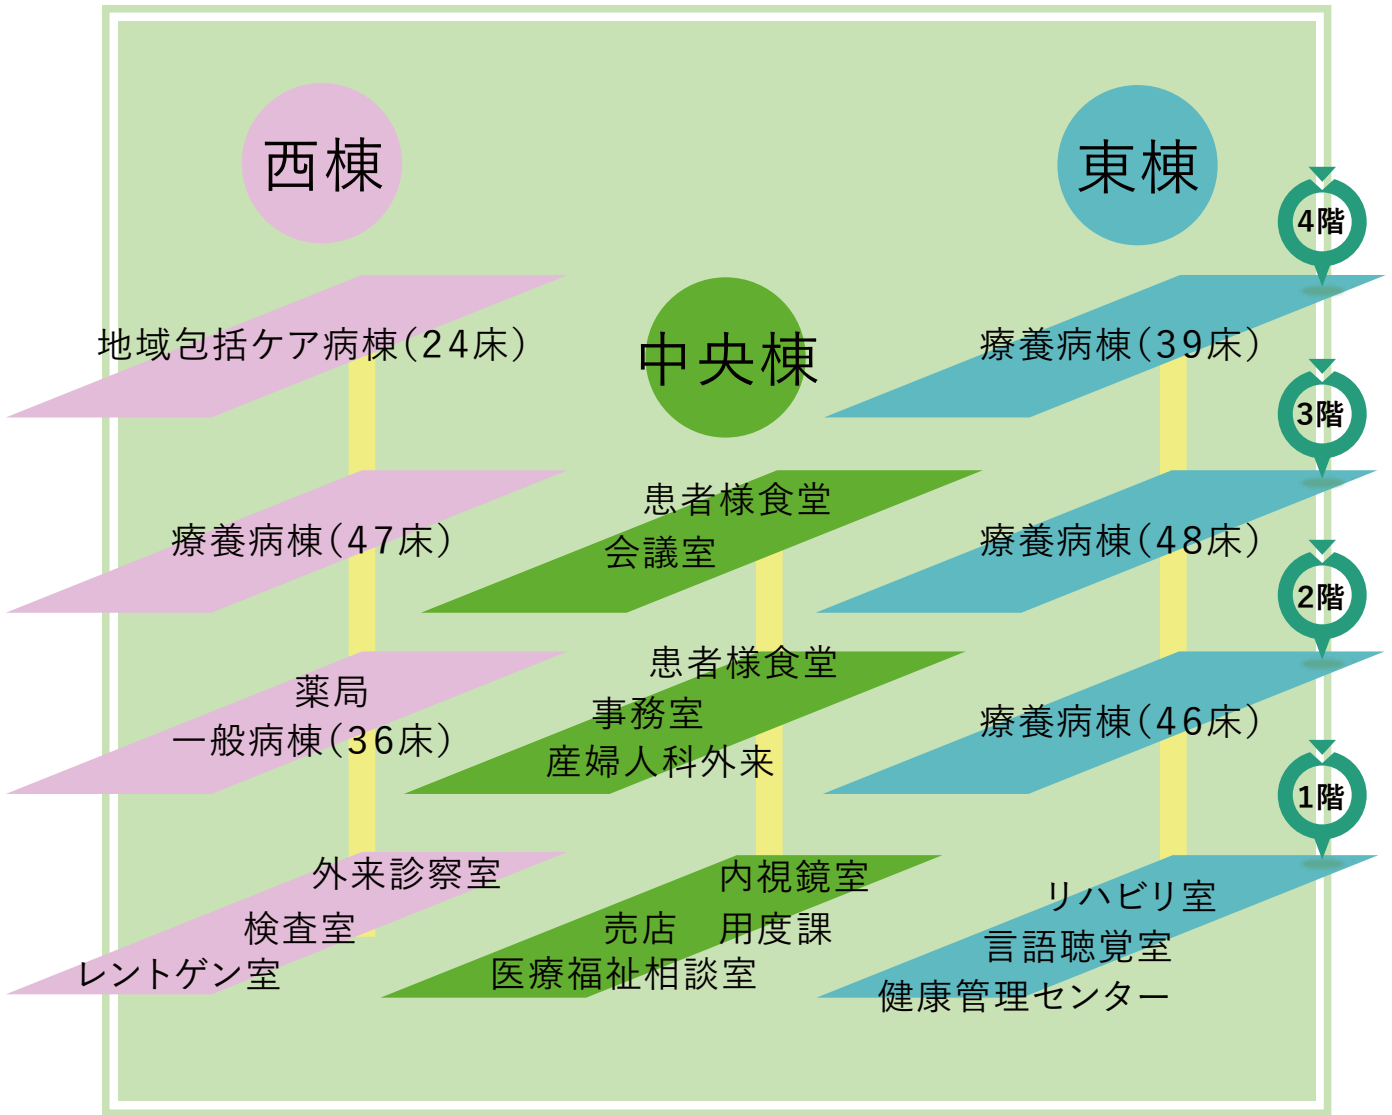 西棟
東棟
4階
地域包括ケア病棟(24床)
中央棟
療養病棟(39床)
3階
療養病棟(47床)
患者様食堂
会議室
療養病棟(48床)
2階
薬局
一般病棟(36床)
患者様食堂
事務室
産婦人科外来
療養病棟(46床)
1階
外来診察室
検査室
レントゲン室
内視鏡室
売店　用度課
医療福祉相談室
リハビリ室
言語聴覚室
健康管理センター